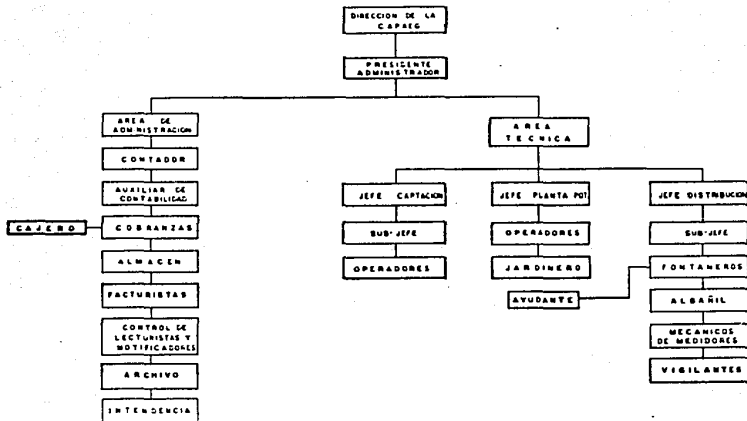 DIRECCION DE LA
CAPAEG
PRESIDENTE
ADMINISTRADOR
AREA DE
ADMINISTRACION
AREA
TECNICA
CONTADOR
AUXILIAR DE
CONTABILIDAD
JEFE CAPTACION
JEFE PLANTA POT.
JEFE DISTRIBUCION
CAJERO
COBRANZAS
SUB-JEFE
OPERADORES
SUB-JEFE
ALMACEN
OPERADORES
JARDINERO
FONTANEROS
FACTURISTAS
AYUDANTE
ALBAÑIL
CONTROL DE
LECTURISTAS Y
NOTIFICADORES
MECANICOS
DE MEDIDORES
ARCHIVO
VIGILANTES
INTENDENCIA